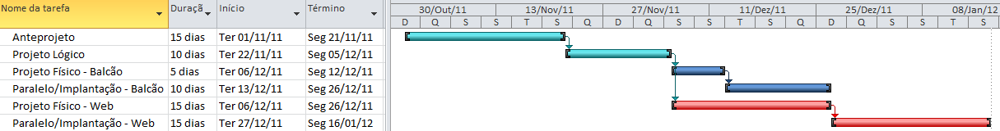 Nome da tarefa Duraçã Início Término 30/Out/11 13/Nov/11 27/Nov/11 11/Dez/11 25/Dez/11 08/Jan/12
D Q S T S S D Q S T S S D Q S T S S
Anteprojeto 15 dias Ter 01/11/11 Seg 21/11/11
Projeto Lógico 10 dias Ter 22/11/11 Seg 05/12/11
Projeto Físico - Balcão 5 dias Ter 06/12/11 Seg 12/12/11
Paralelo/Implantação - Balcão 10 dias Ter 13/12/11 Seg 26/12/11
Projeto Físico - Web 15 dias Ter 06/12/11 Seg 26/12/11
Paralelo/Implantação - Web 15 dias Ter 27/12/11 Seg 16/01/12